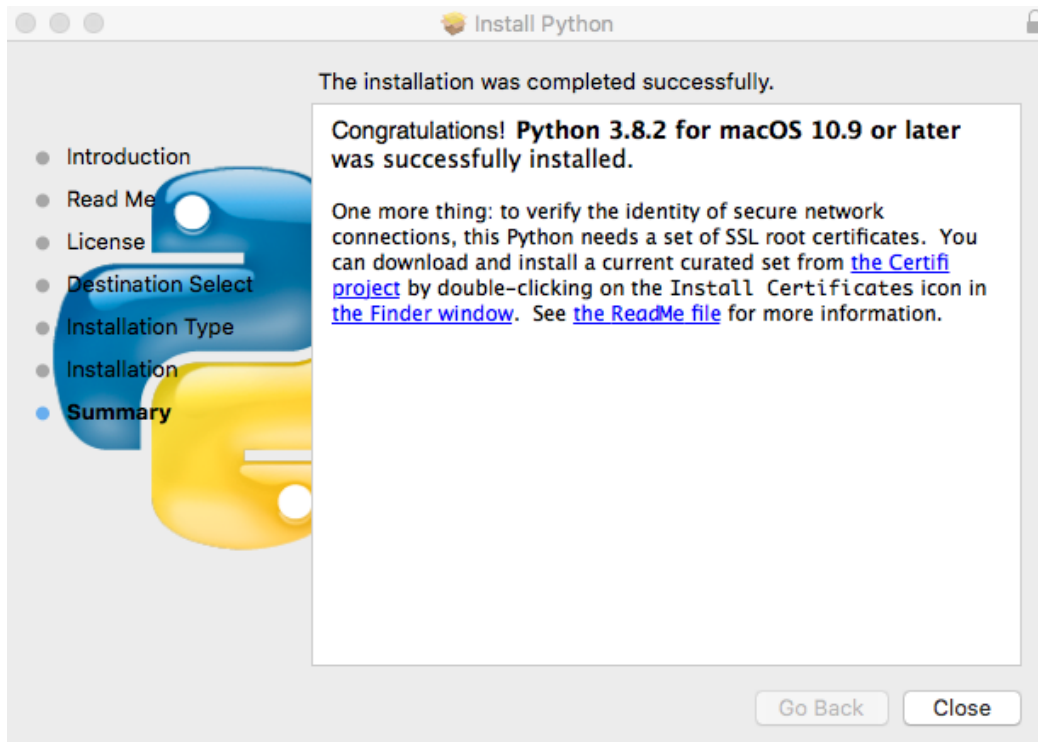 Install Python
The installation was completed successfully.
Introduction
Read Me
License
Destination Select
Installation Type
Installation
Summary
Congratulations! Python 3.8.2 for macOS 10.9 or later
was successfully installed.
One more thing: to verify the identity of secure network
connections, this Python needs a set of SSL root certificates. You
can download and install a current curated set from the Certifi
project by double-clicking on the Install Certificates icon in
the Finder window. See the ReadMe file for more information.
Go Back
Close